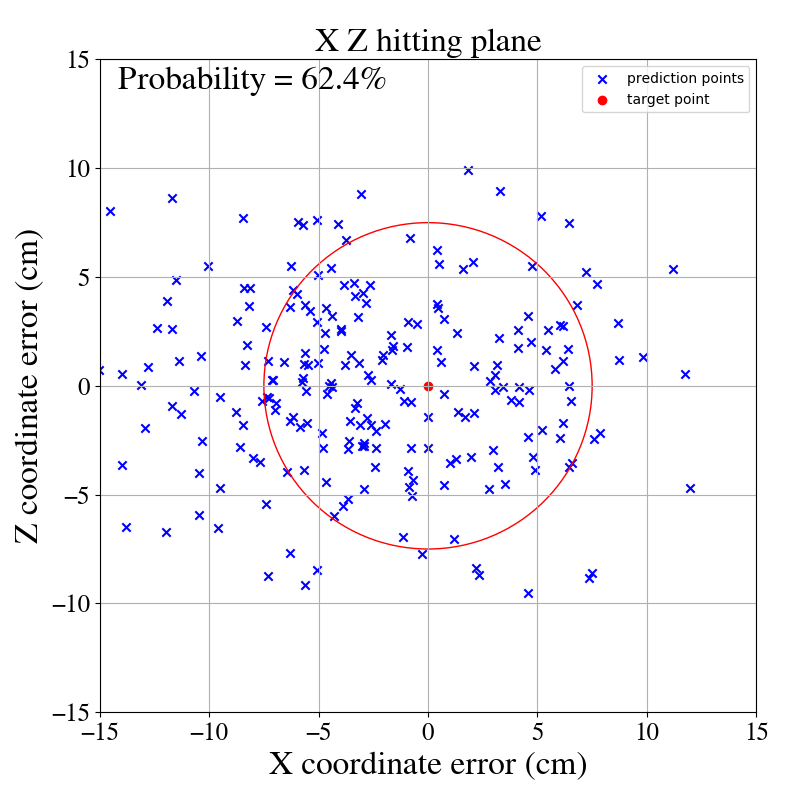 X Z hitting plane
Probability = 62.4%
prediction points
target point
15
10
5
0
−5
−10
−15
Z coordinate error (cm)
−15 −10 −5 0 5 10 15
X coordinate error (cm)